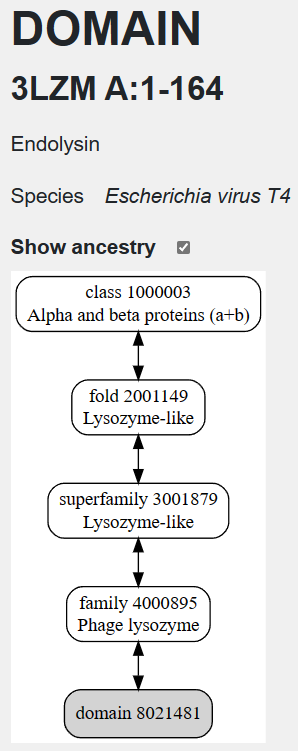 DOMAIN
3LZM A:1-164
Endolysin
Species Escherichia virus T4
Show ancestry
class 1000003
Alpha and beta proteins (a+b)
fold 2001149
Lysozyme-like
superfamily 3001879
Lysozyme-like
family 4000895
Phage lysozyme
domain 8021481